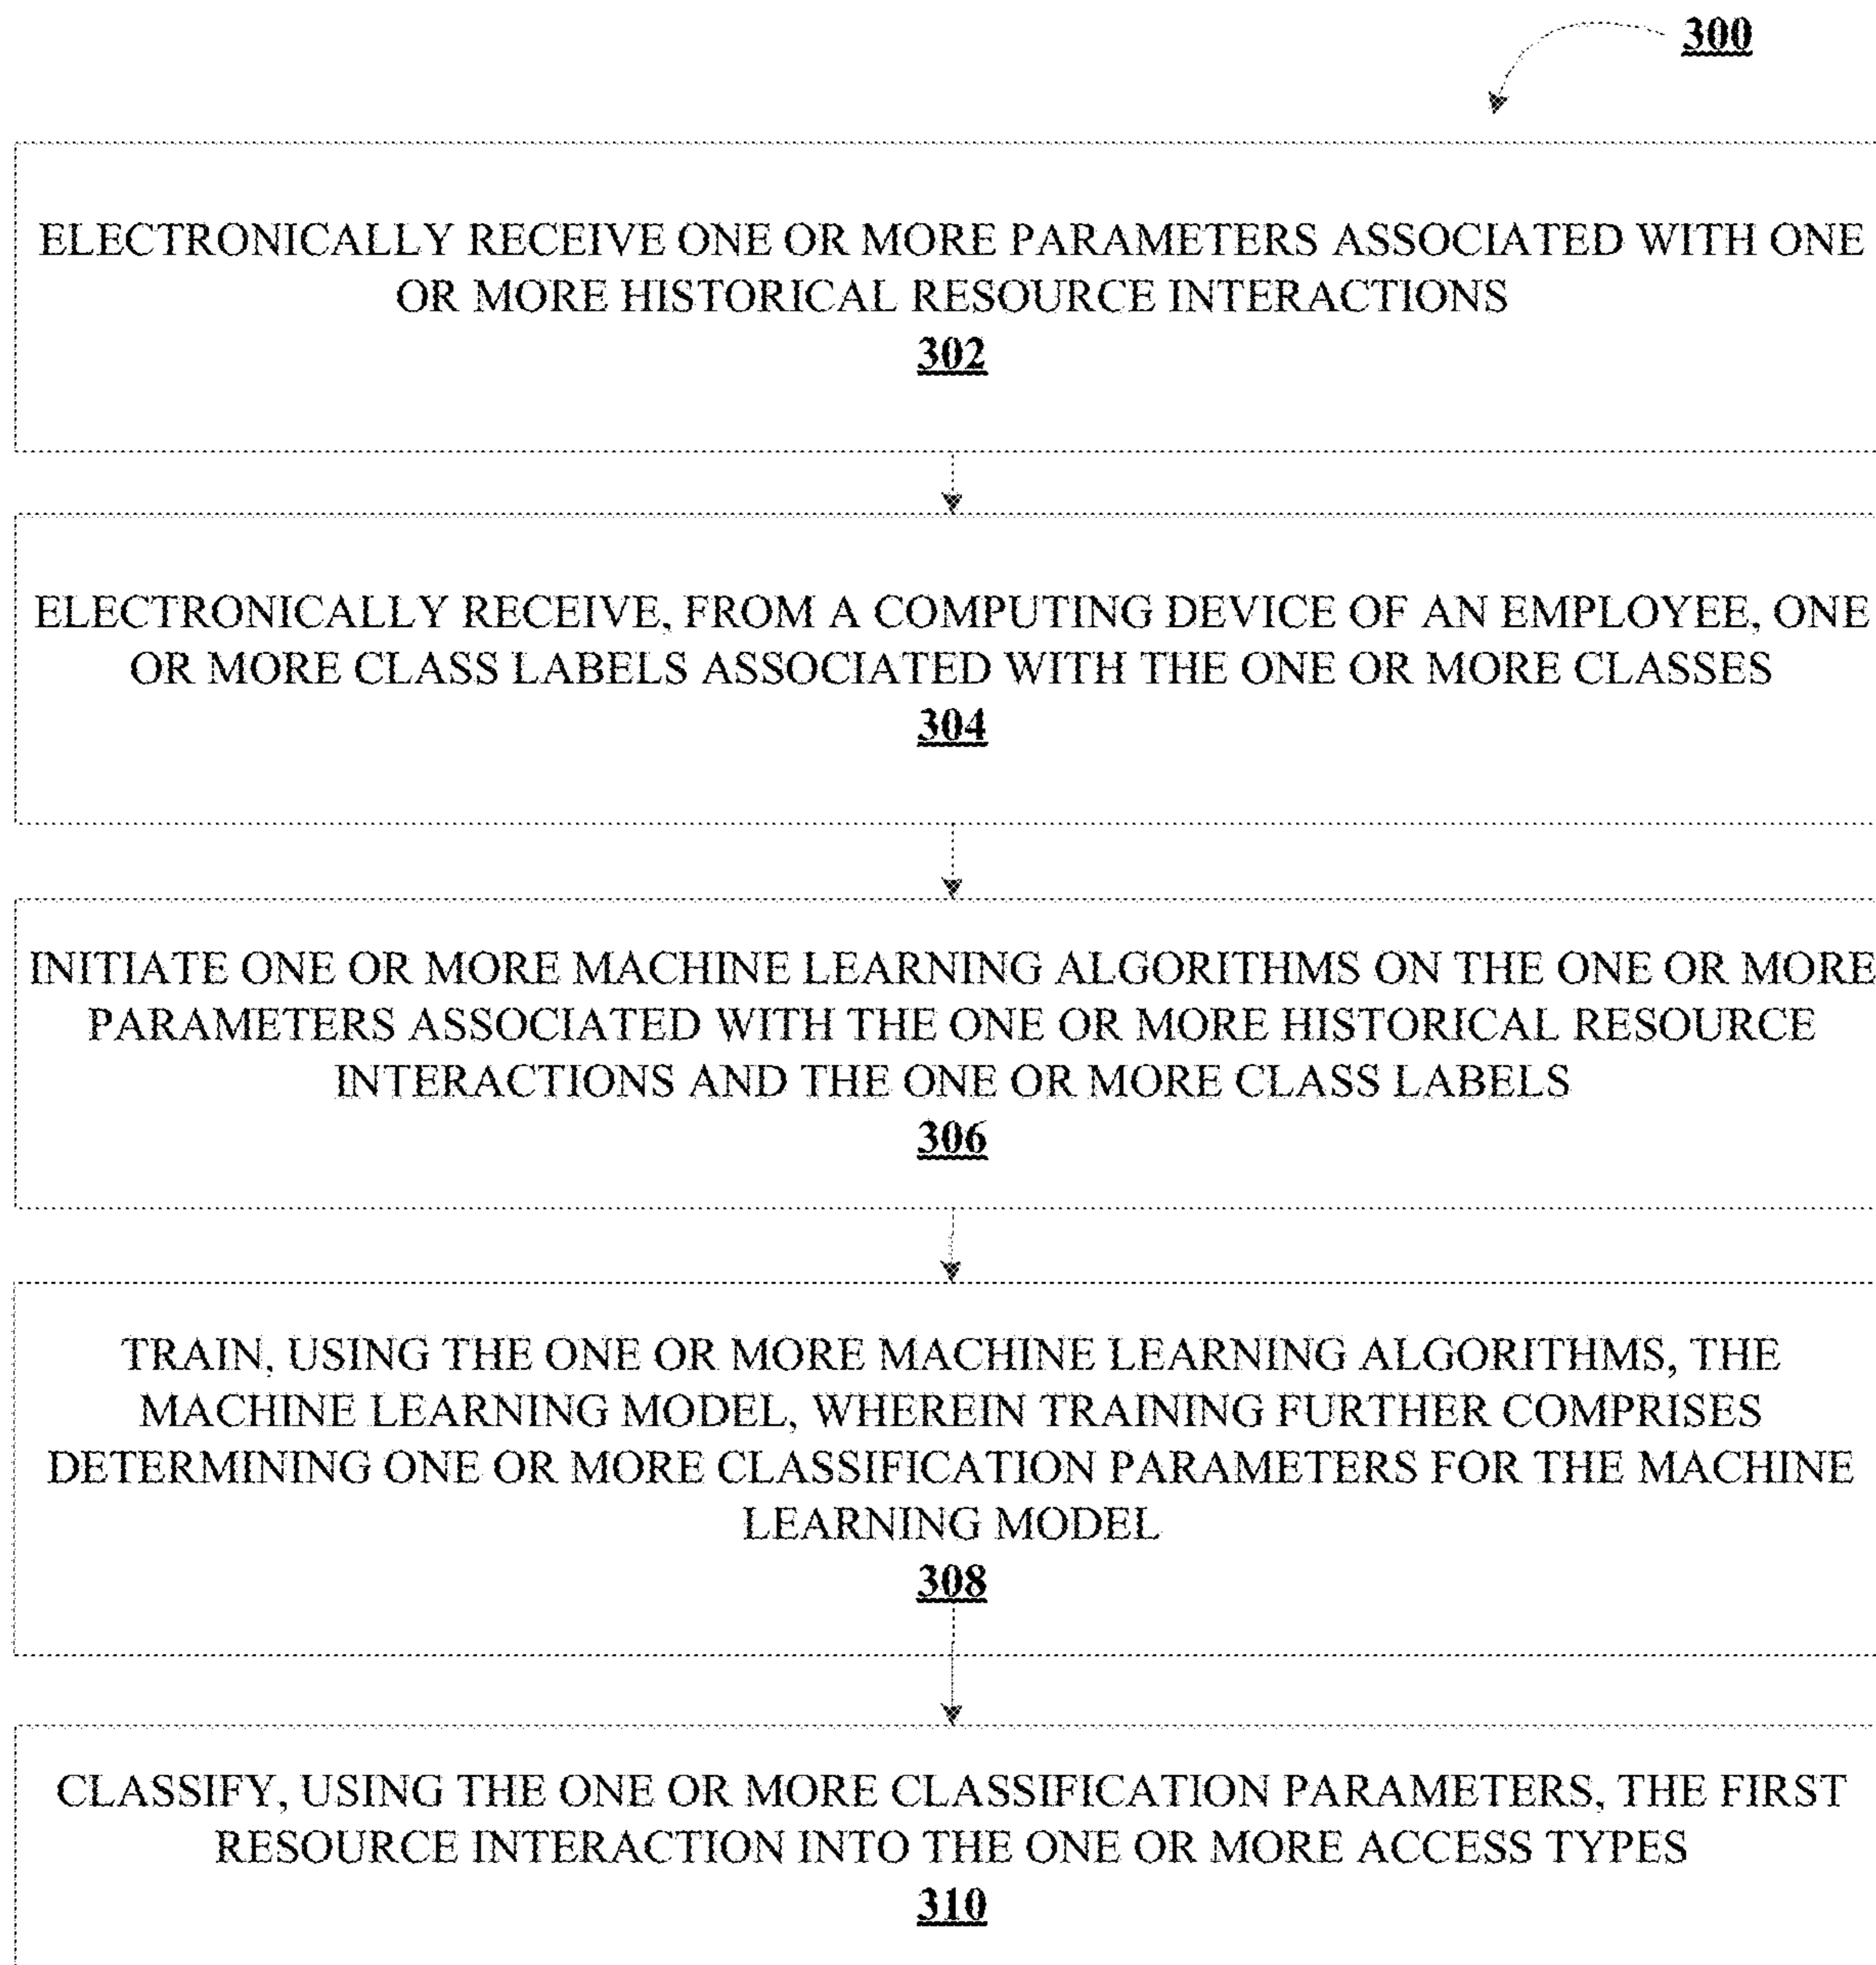 300
ELECTRONICALLY RECEIVE ONE OR MORE PARAMETERS ASSOCIATED WITH ONE
OR MORE HISTORICAL RESOURCE INTERACTIONS
302
ELECTRONICALLY RECEIVE, FROM A COMPUTING DEVICE OF AN EMPLOYEE, ONE
OR MORE CLASS LABELS ASSOCIATED WITH THE ONE OR MORE CLASSES
304
INITIATE ONE OR MORE MACHINE LEARNING ALGORITHMS ON THE ONE OR MORE
PARAMETERS ASSOCIATED WITH THE ONE OR MORE HISTORICAL RESOURCE
INTERACTIONS AND THE ONE OR MORE CLASS LABELS
306
TRAIN, USING THE ONE OR MORE MACHINE LEARNING ALGORITHMS, THE
MACHINE LEARNING MODEL, WHEREIN TRAINING FURTHER COMPRISES
DETERMINING ONE OR MORE CLASSIFICATION PARAMETERS FOR THE MACHINE
LEARNING MODEL
308
CLASSIFY, USING THE ONE OR MORE CLASSIFICATION PARAMETERS, THE FIRST
RESOURCE INTERACTION INTO THE ONE OR MORE ACCESS TYPES
310